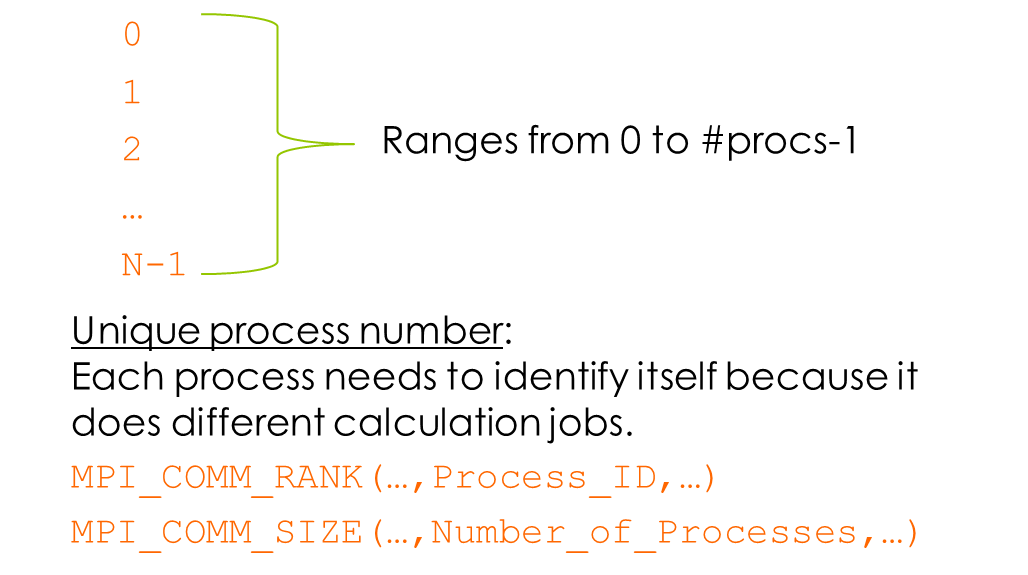 0
1
Ranges from 0 to #procs-1
2
…
N-1
Unique process number:
Each process needs to identify itself because it
does different calculation jobs.
MPI_COMM_RANK(…,Process_ID,…)
MPI_COMM_SIZE(…,Number_of_Processes,…)